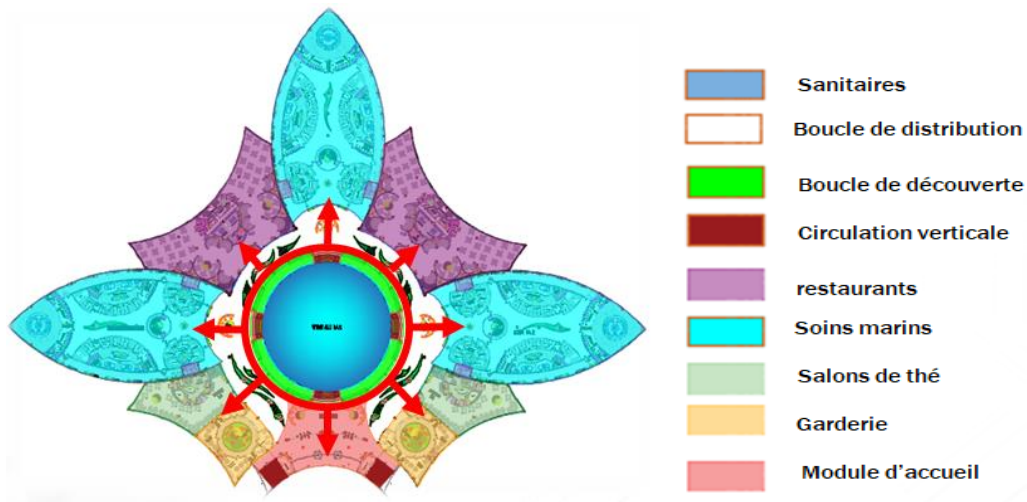 Sanitaires
Boucle de distribution
Boucle de découverte
Circulation verticale
restaurants
Soins marins
Salons de thé
Garderie
Module d'accueil